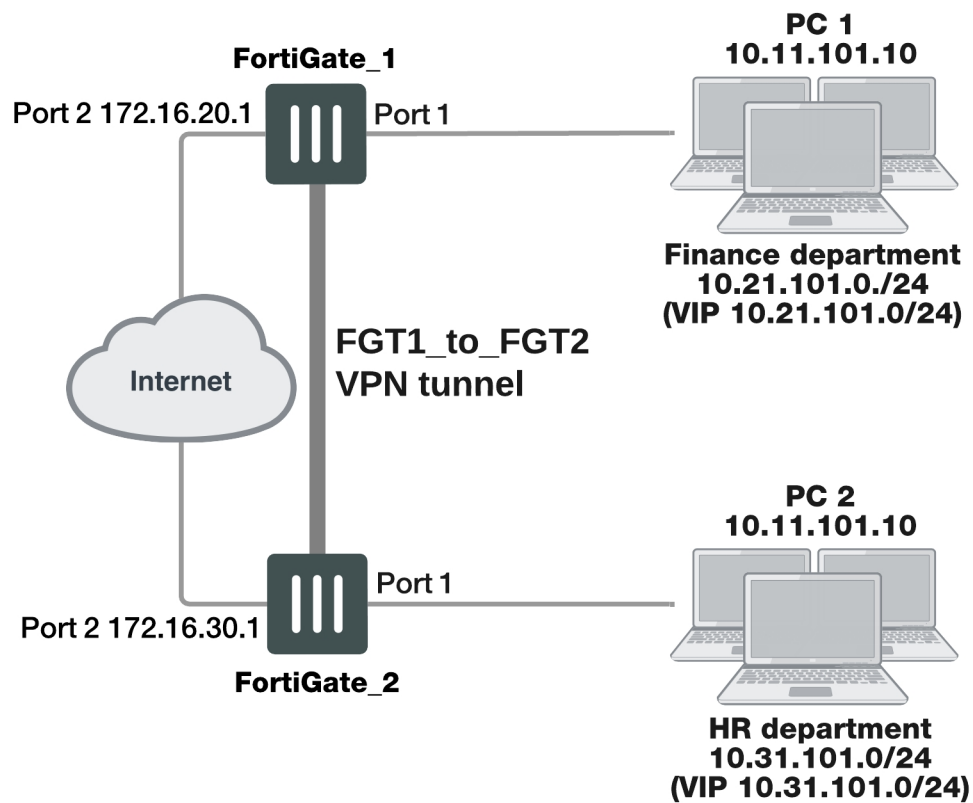 PC 1
10.11.101.10
FortiGate_1
Port 2 172.16.20.1
Port 1
Finance department
10.21.101.0./24
(VIP 10.21.101.0/24)
FGT1_to_FGT2
VPN tunnel
Internet
PC 2
10.11.101.10
Port 1
Port 2 172.16.30.1
FortiGate_2
HR department
10.31.101.0/24
(VIP 10.31.101.0/24)